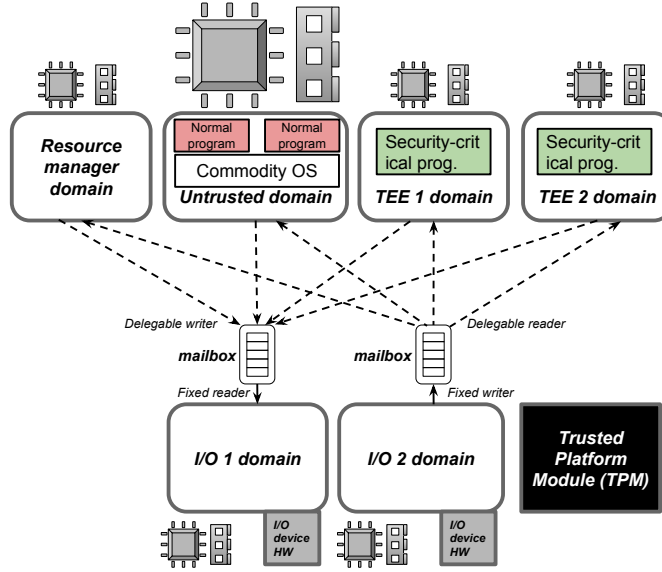 Resource
manager
domain
Normal
program
Normal
program
Commodity OS
Untrusted domain
Security-crit
ical prog.
TEE 1 domain
Security-crit
ical prog.
TEE 2 domain
Delegable writer
Delegable reader
mailbox
mailbox
Fixed reader
Fixed writer
I/O 1 domain
I/O 2 domain
Trusted
Platform
Module (TPM)
I/O
device
HW
I/O
device
HW